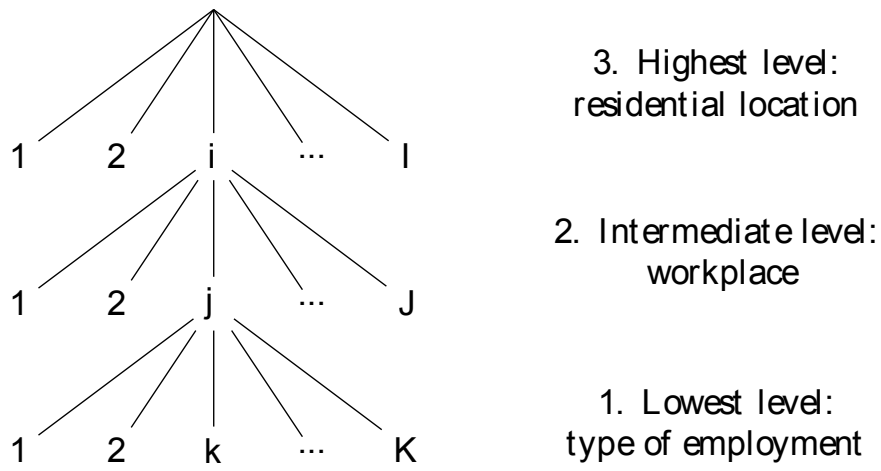 3. Highest level:
residential location
1 2 i ... I
2. Intermediate level:
workplace
1 2 j ... J
1. Lowest level:
type of employment
1 2 k ... K